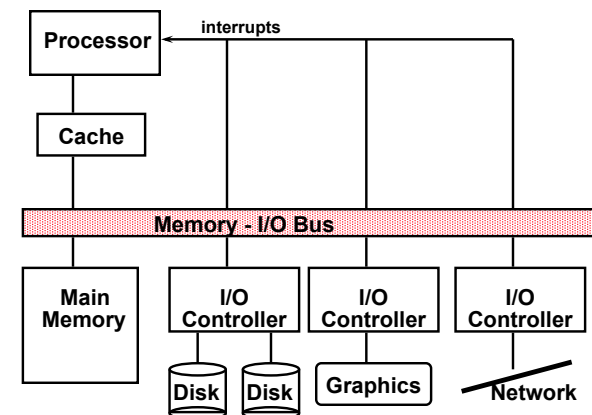 interrupts
Processor
Cache
Memory - I/O Bus
Main
Memory
I/O
Controller
I/O
Controller
I/O
Controller
Disk
Disk
Graphics
Network